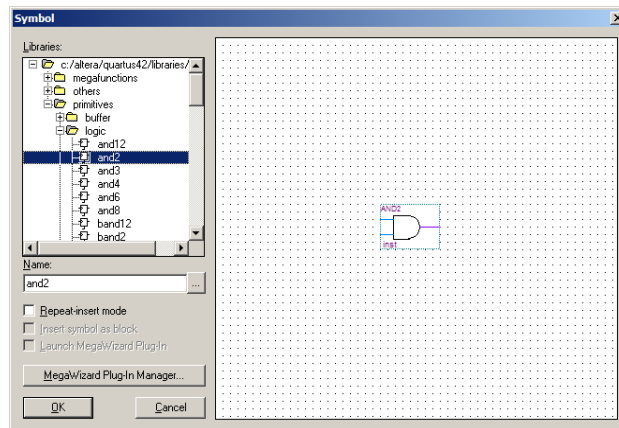 Symbol
Libraries:
c:/altera/quartus42/libraries/
megafunctions
others
primitives
buffer
logic
and12
and2
and3
and4
and6
and8
band12
band2
Name:
and2
...
Repeat-insert mode
Insert symbol as block
Launch MegaWizard Plug-In
MegaWizard Plug-In Manager...
OK
Cancel
AND2
inst